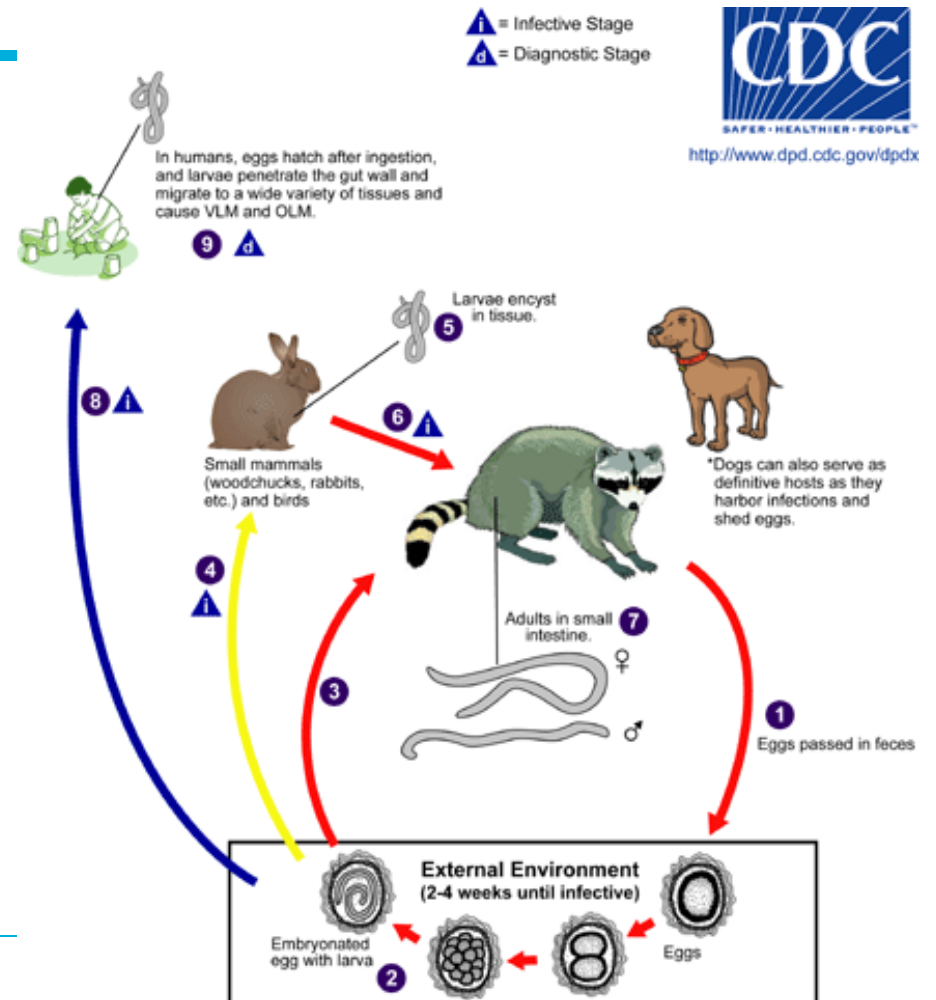 i = Infective Stage
d = Diagnostic Stage
CDC
SAFER • HEALTHIER • PEOPLE™
http://www.dpd.cdc.gov/dpdx
In humans, eggs hatch after ingestion,
and larvae penetrate the gut wall and
migrate to a wide variety of tissues and
cause VLM and OLM.
9 d
Larvae encyst
in tissue.
5
8 i
6 i
Small mammals
(woodchucks, rabbits,
etc.) and birds
*Dogs can also serve as
definitive hosts as they
harbor infections and
shed eggs.
4
i
Adults in small
intestine.
7
♀
3
♂
1
Eggs passed in feces
External Environment
(2-4 weeks until infective)
Embryonated
egg with larva
2
Eggs